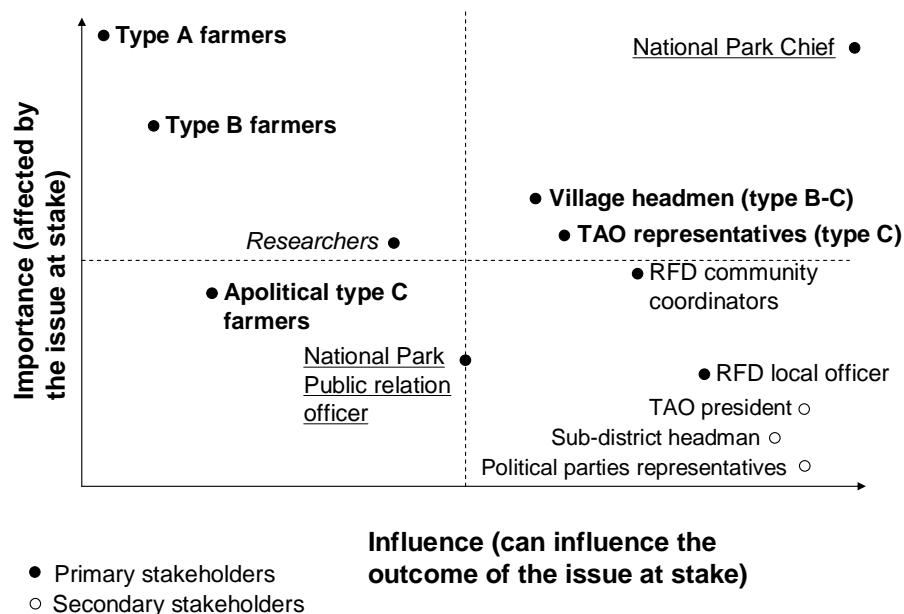 Type A farmers
National Park Chief
Type B farmers
Importance (affected by
the issue at stake)
Village headmen (type B-C)
TAO representatives (type C)
Researchers
RFD community
coordinators
Apolitical type C
farmers
National Park
Public relation
officer
RFD local officer
TAO president
Sub-district headman
Political parties representatives
Influence (can influence the
outcome of the issue at stake)
Primary stakeholders
Secondary stakeholders